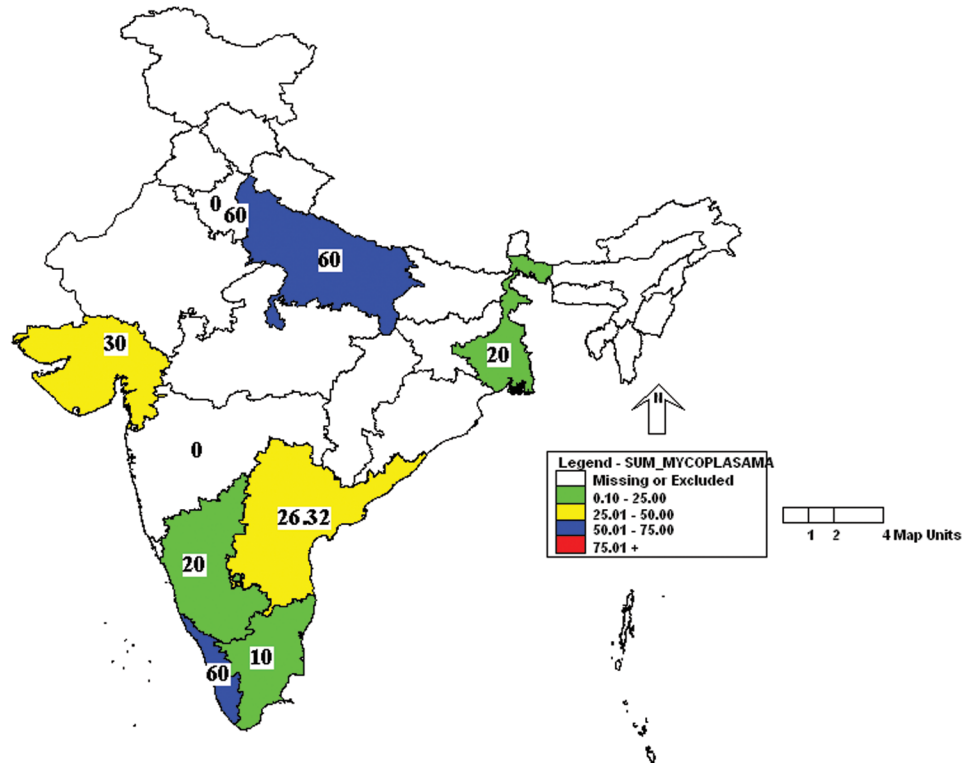 0
60
60
30
20
0
26.32
20
10
60
Legend - SUM_MYCOPLASAMA
Missing or Excluded
0.10 - 25.00
25.01 - 50.00
50.01 - 75.00
75.01 +
1 2 4 Map Units